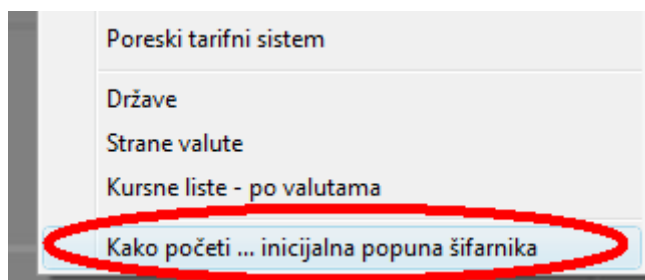 Poreski tarifni sistem
Države
Strane valute
Kursne liste - po valutama
Kako početi ... inicijalna popuna šifarnika